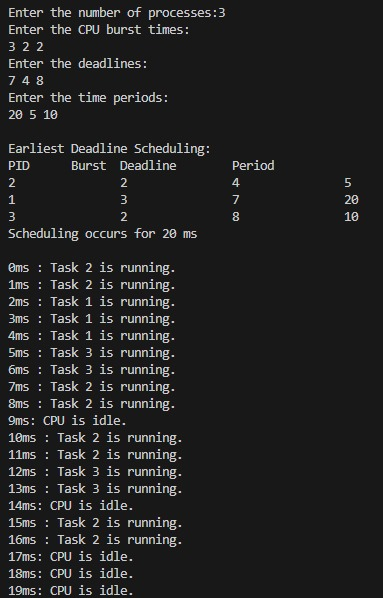 Enter the number of processes:3
Enter the CPU burst times:
3 2 2
Enter the deadlines:
7 4 8
Enter the time periods:
20 5 10
Earliest Deadline Scheduling:
PID Burst Deadline Period
2 2 4 5
1 3 7 20
3 2 8 10
Scheduling occurs for 20 ms
0ms : Task 2 is running.
1ms : Task 2 is running.
2ms : Task 1 is running.
3ms : Task 1 is running.
4ms : Task 1 is running.
5ms : Task 3 is running.
6ms : Task 3 is running.
7ms : Task 2 is running.
8ms : Task 2 is running.
9ms: CPU is idle.
10ms : Task 2 is running.
11ms : Task 2 is running.
12ms : Task 3 is running.
13ms : Task 3 is running.
14ms: CPU is idle.
15ms : Task 2 is running.
16ms : Task 2 is running.
17ms: CPU is idle.
18ms: CPU is idle.
19ms: CPU is idle.